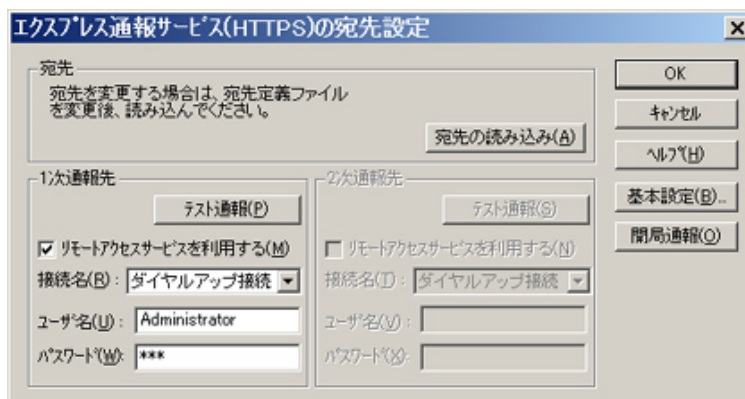 エクスプレス通報サービス(HTTPS)の宛先設定
宛先
宛先を変更する場合は、宛先定義ファイル
を変更後、読み込んでください。
宛先の読み込み(A)
OK
キャンセル
ヘルプ(H)
基本設定(B)..
開局通報(O)
1次通報先
テスト通報(P)
リモートアクセスサービスを利用する(M)
接続名(R): ダイヤルアップ接続
ユーザ名(U): Administrator
パスワード(W): ***
2次通報先
テスト通報(S)
リモートアクセスサービスを利用する(N)
接続名(T): ダイヤルアップ接続
ユーザ名(V):
パスワード(X):